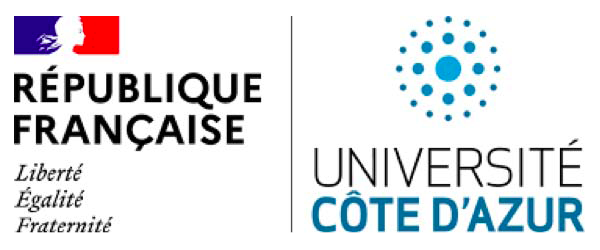 RÉPUBLIQUE
FRANÇAISE
Liberté
Égalité
Fraternité
UNIVERSITÉ
CÔTE D'AZUR